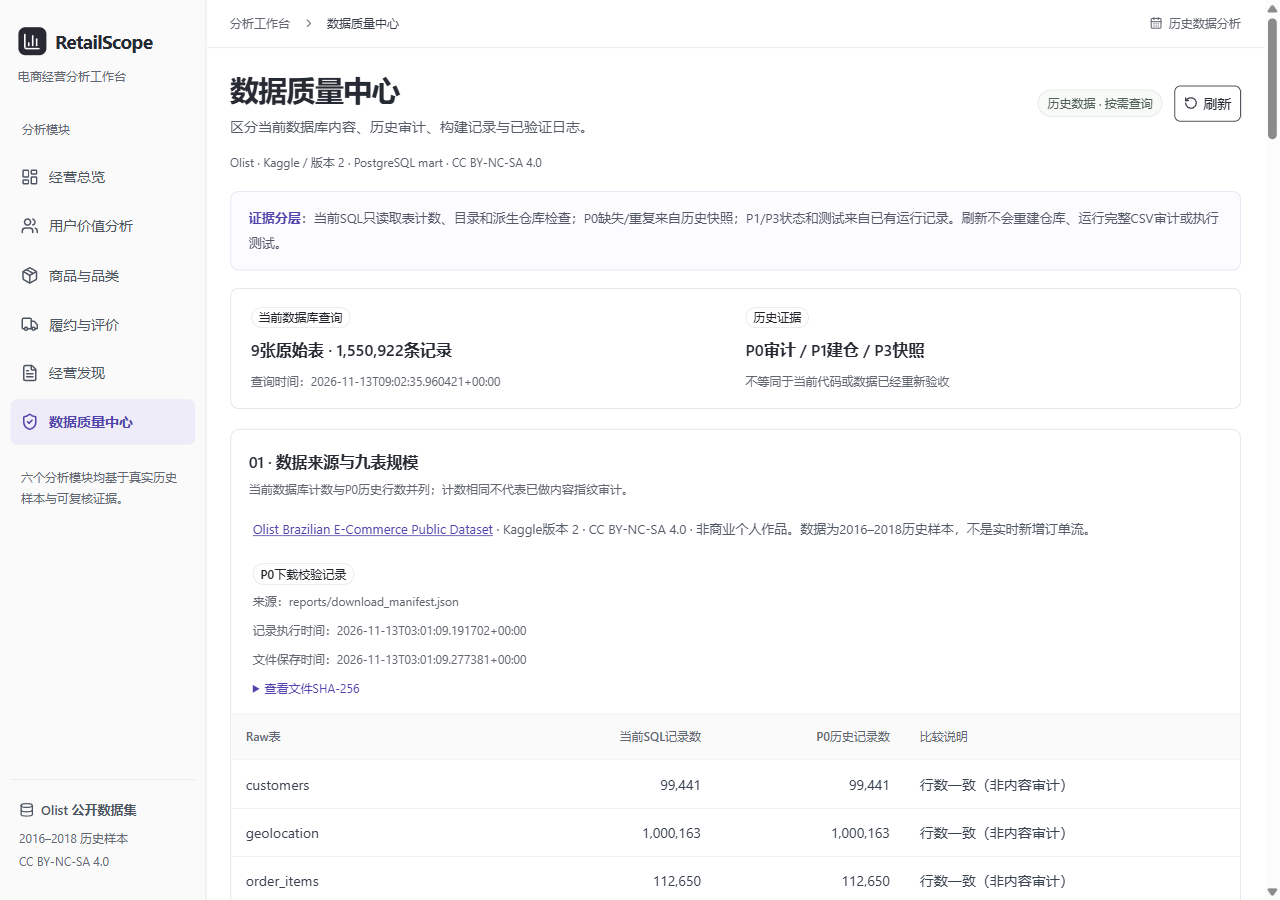 RetailScope
电商经营分析工作台
分析模块
经营总览
用户价值分析
商品与品类
履约与评价
经营发现
数据质量中心
六个分析模块均基于真实历史
样本与可复核证据。
Olist 公开数据集
2016–2018 历史样本
CC BY-NC-SA 4.0
分析工作台 > 数据质量中心
历史数据分析
数据质量中心
区分当前数据库内容、历史审计、构建记录与已验证日志。
历史数据 · 按需查询
刷新
Olist · Kaggle / 版本 2 · PostgreSQL mart · CC BY-NC-SA 4.0
证据分层：当前SQL只读取表计数、目录和派生仓库检查；P0缺失/重复来自历史快照；P1/P3状态和测试来自已有运行记录。刷新不会重建仓库、运行完整CSV审计或执行
测试。
当前数据库查询
9张原始表 · 1,550,922条记录
查询时间：2026-11-13T09:02:35.960421+00:00
历史证据
P0审计 / P1建仓 / P3快照
不等同于当前代码或数据已经重新验收
01 · 数据来源与九表规模
当前数据库计数与P0历史行数并列；计数相同不代表已做内容指纹审计。
Olist Brazilian E-Commerce Public Dataset · Kaggle版本 2 · CC BY-NC-SA 4.0 · 非商业个人作品。数据为2016–2018历史样本，不是实时新增订单流。
P0下载校验记录
来源：reports/download_manifest.json
记录执行时间：2026-11-13T03:01:09.191702+00:00
文件保存时间：2026-11-13T03:01:09.277381+00:00
▶ 查看文件SHA-256
Raw表 当前SQL记录数 P0历史记录数 比较说明
customers 99,441 99,441 行数一致（非内容审计）
geolocation 1,000,163 1,000,163 行数一致（非内容审计）
order_items 112,650 112,650 行数一致（非内容审计）